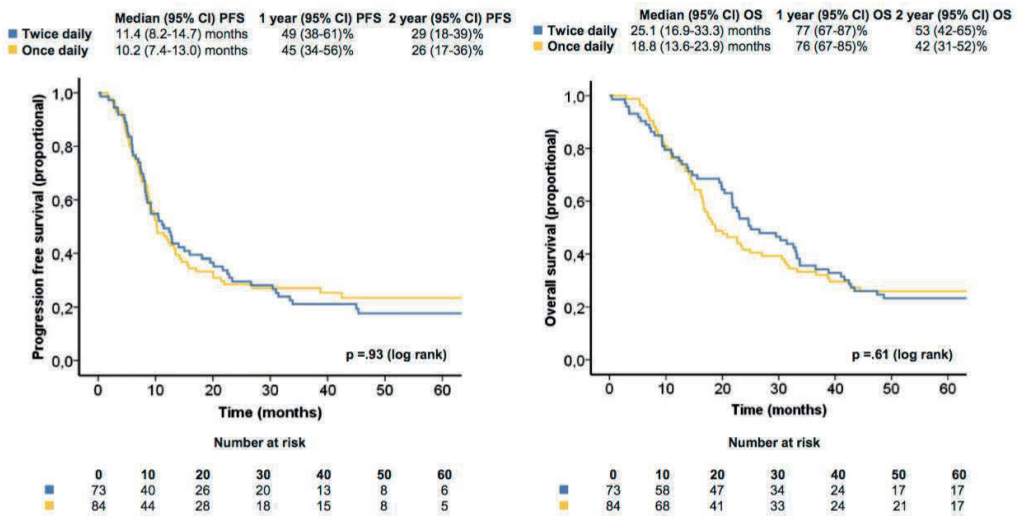 Median (95% CI) PFS 1 year (95% CI) PFS 2 year (95% CI) PFS
Twice daily 11.4 (8.2-14.7) months 49 (38-61)% 29 (18-39)%
Once daily 10.2 (7.4-13.0) months 45 (34-56)% 26 (17-36)%
Progression free survival (proportional)
1,0
0,8
0,6
0,4
0,2
0,0
p =.93 (log rank)
0 10 20 30 40 50 60
Time (months)
Number at risk
0 10 20 30 40 50 60
73 40 26 20 13 8 6
84 44 28 18 15 8 5
Median (95% CI) OS 1 year (95% CI) OS 2 year (95% CI) OS
Twice daily 25.1 (16.9-33.3) months 77 (67-87)% 53 (42-65)%
Once daily 18.8 (13.6-23.9) months 76 (67-85)% 42 (31-52)%
Overall survival (proportional)
1,0
0,8
0,6
0,4
0,2
0,0
p =.61 (log rank)
0 10 20 30 40 50 60
Time (months)
Number at risk
0 10 20 30 40 50 60
73 58 47 34 24 17 17
84 68 41 33 24 21 17